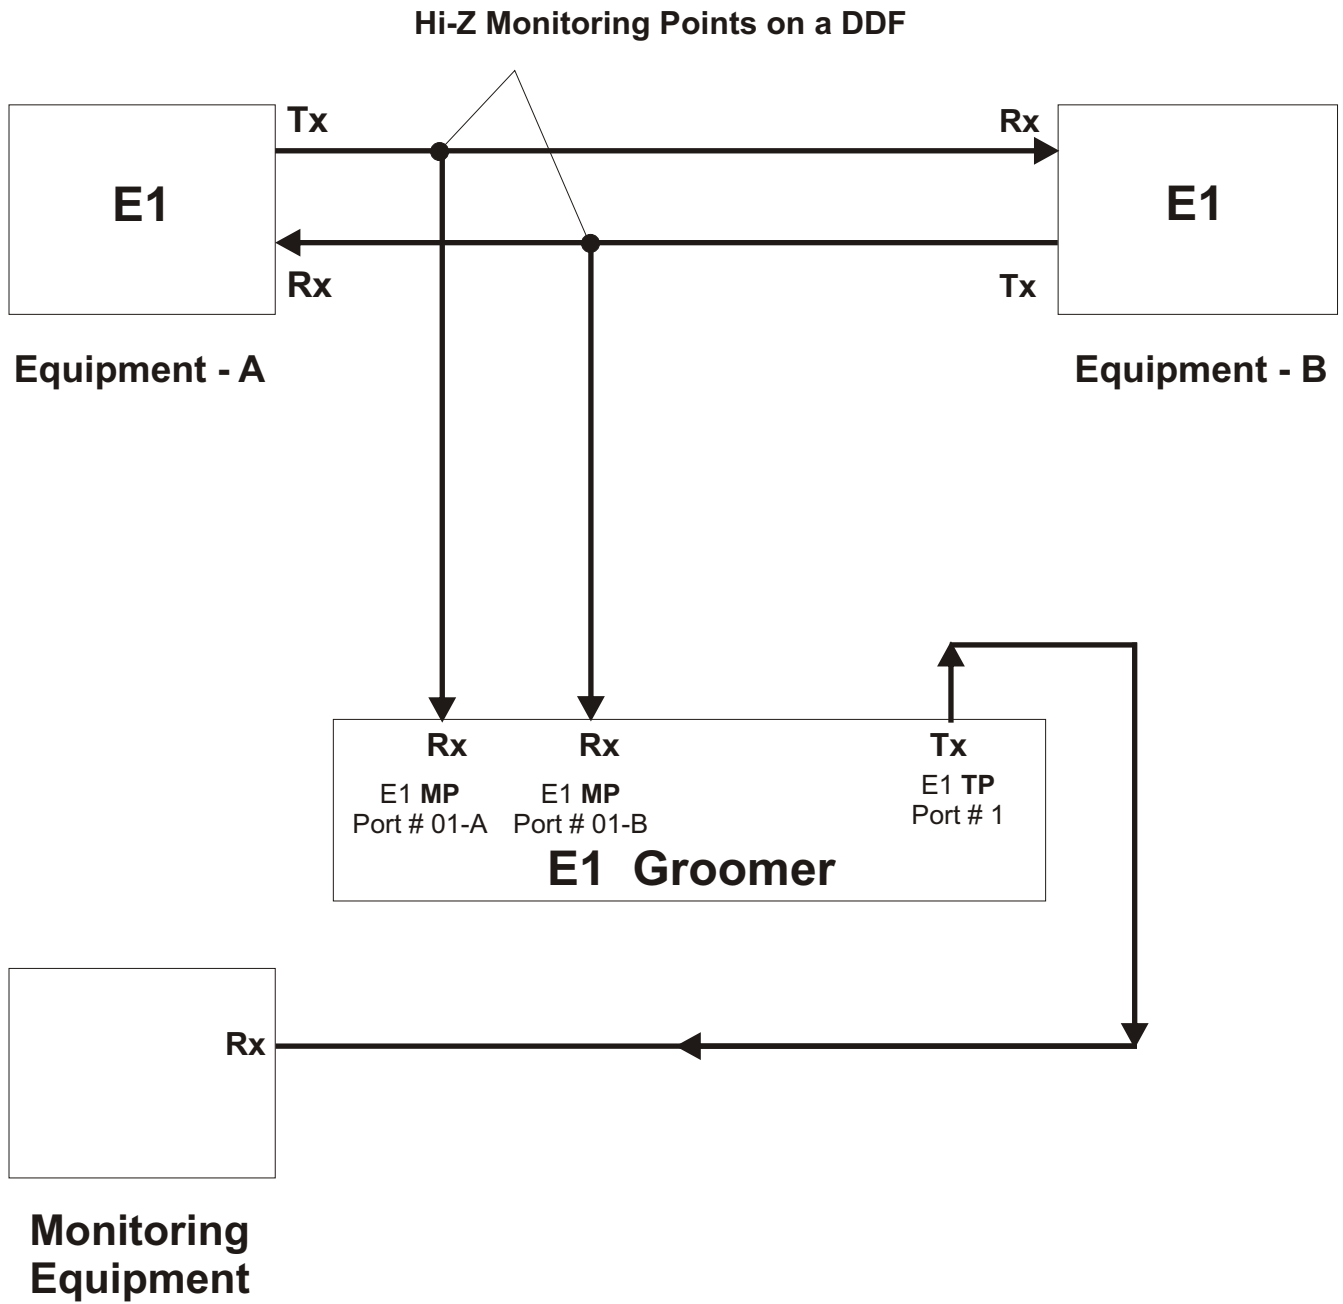 Hi-Z Monitoring Points on a DDF
Tx
Rx
E1
E1
Rx
Tx
Equipment - A
Equipment - B
Rx
Rx
Tx
E1 MP
E1 MP
E1 TP
Port # 01-A
Port # 01-B
Port # 1
E1 Groomer
Rx
Monitoring
Equipment